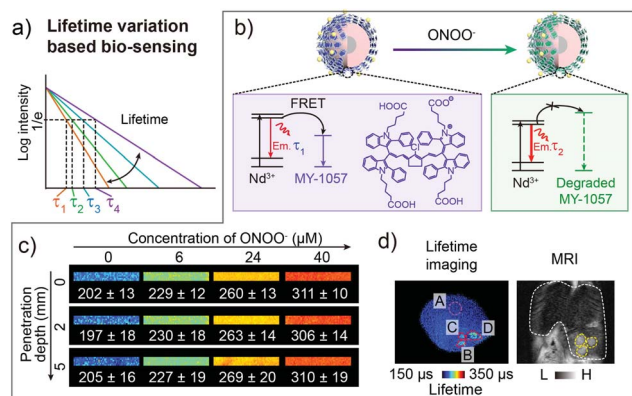 a) Lifetime variation
based bio-sensing
Log intensity
1/e
Lifetime
τ1 τ2 τ3 τ4
b)
ONOO-
FRET
Em. τ1
Nd3+
MY-1057
HOOC
COO⊖
N
N⊕
Cl
N
N
COOH
COOH
Em. τ2
Nd3+
Degraded
MY-1057
c)
Concentration of ONOO- (μM)
0 6 24 40
Penetration
depth (mm)
0
202 ± 13 229 ± 12 260 ± 13 311 ± 10
2
197 ± 18 230 ± 18 263 ± 14 306 ± 14
5
205 ± 16 227 ± 19 269 ± 20 310 ± 19
d)
Lifetime
imaging
MRI
A
C D
B
150 μs 350 μs
Lifetime
L H